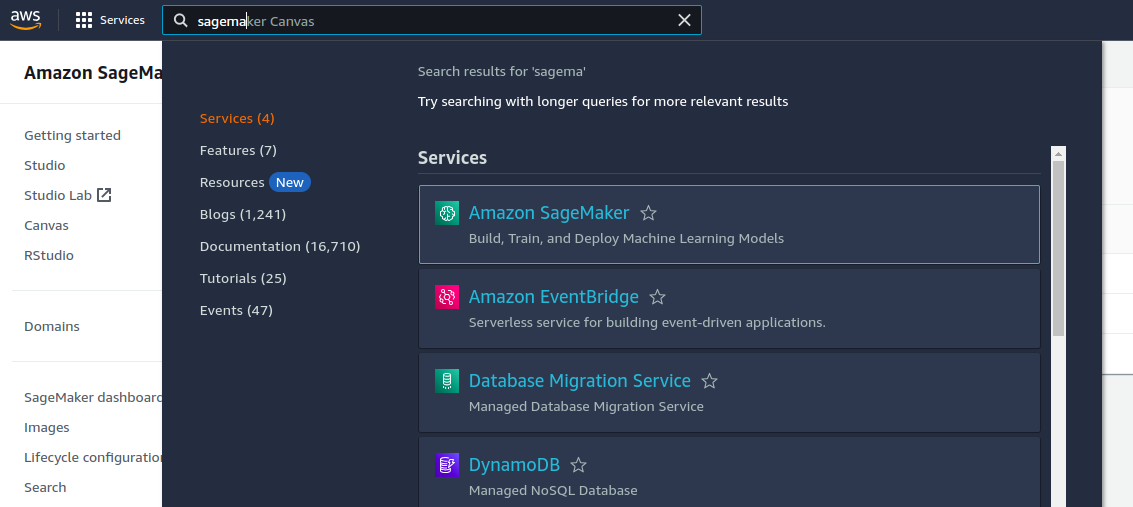 aws
Services
sagemaker Canvas
Amazon SageMa
Getting started
Studio
Studio Lab
Canvas
RStudio
Domains
SageMaker dashboard
Images
Lifecycle configuration
Search
Services (4)
Features (7)
Resources New
Blogs (1,241)
Documentation (16,710)
Tutorials (25)
Events (47)
Search results for 'sagema'
Try searching with longer queries for more relevant results
Services
Amazon SageMaker
Build, Train, and Deploy Machine Learning Models
Amazon EventBridge
Serverless service for building event-driven applications.
Database Migration Service
Managed Database Migration Service
DynamoDB
Managed NoSQL Database